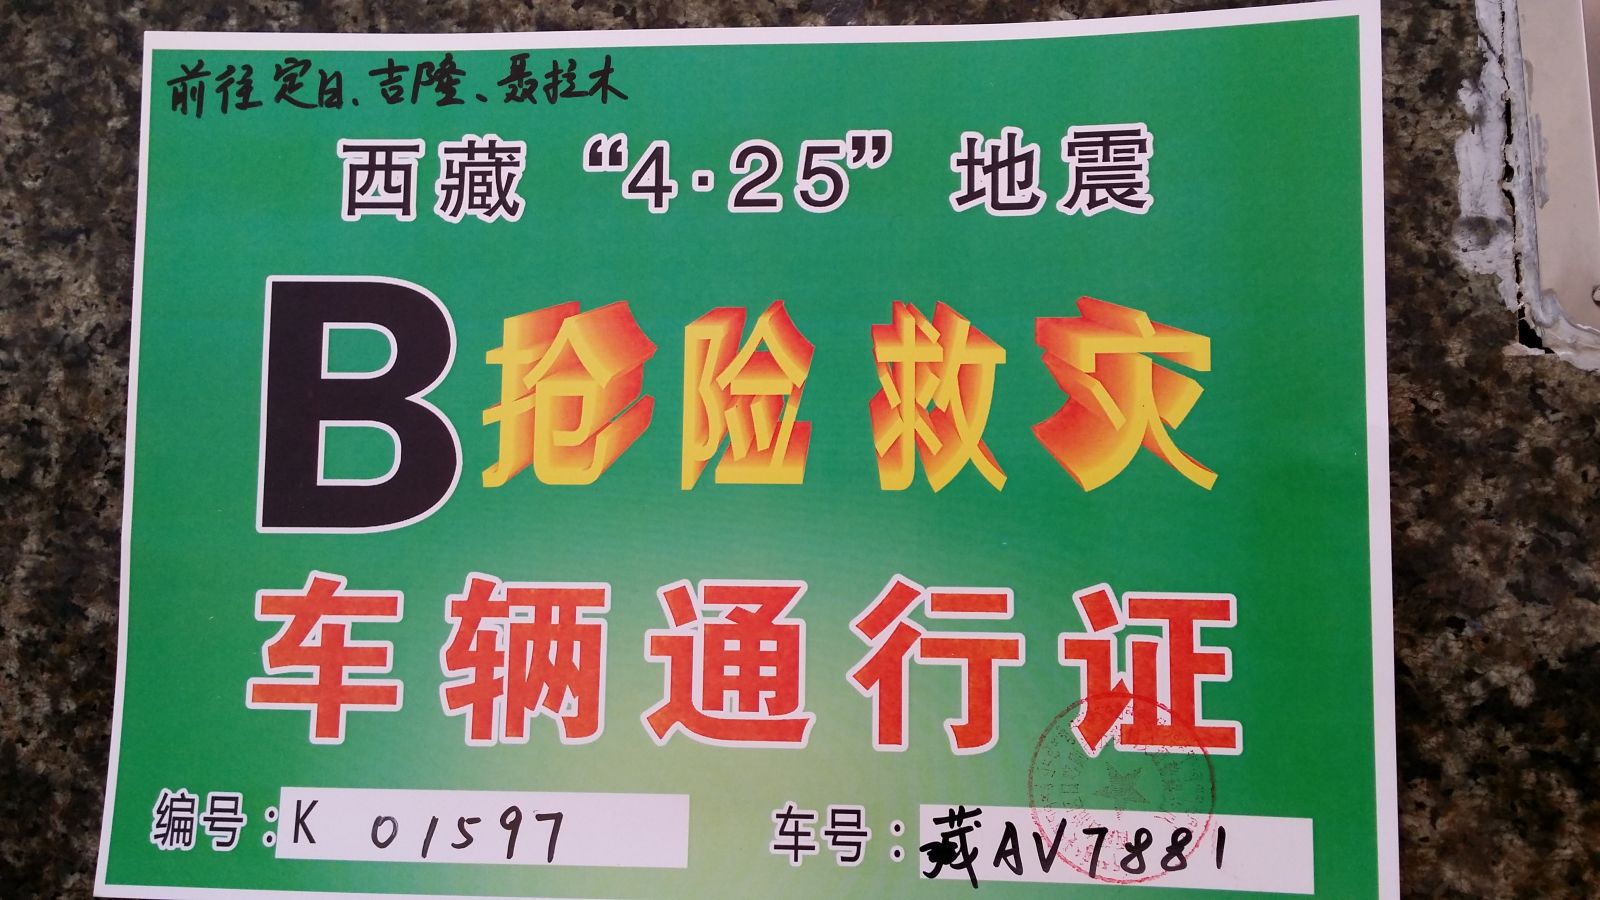 前往定日、吉隆、聂拉木
西藏“4·25”地震
B抢险救灾
车辆通行证
编号：K 01597
车号：藏AV7881